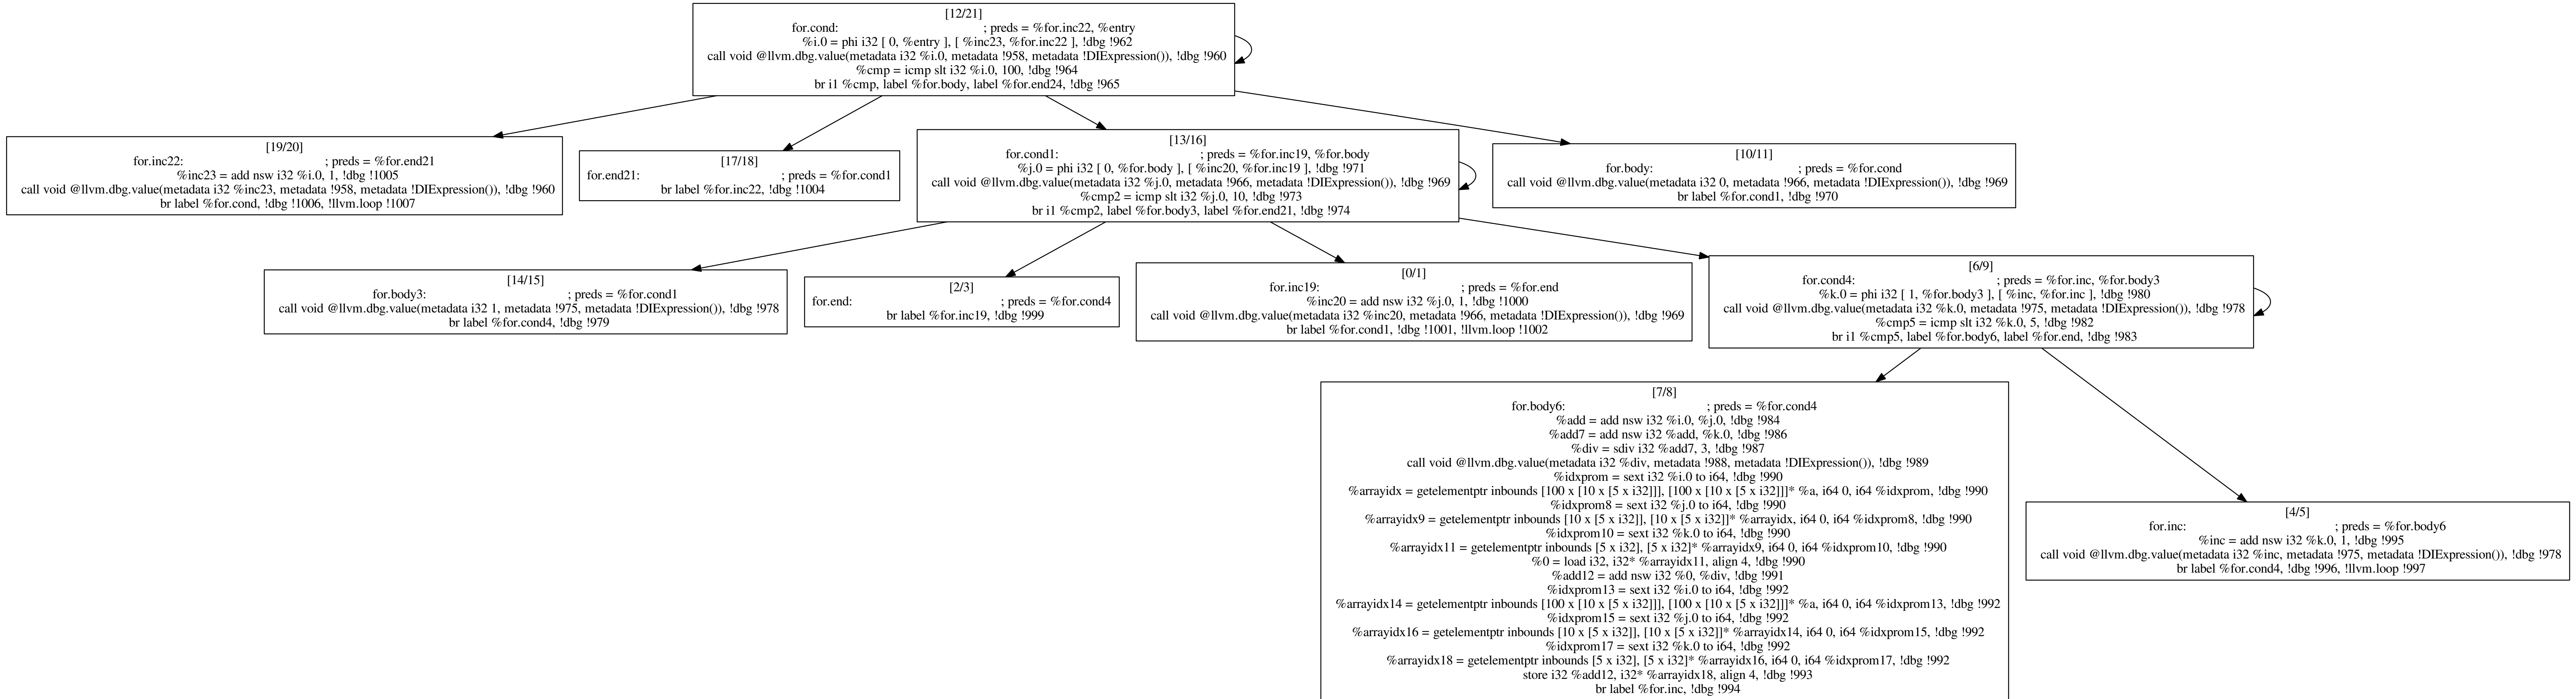 [12/21]
for.cond: ; preds = %for.inc22, %entry
%i.0 = phi i32 [ 0, %entry ], [ %inc23, %for.inc22 ], !dbg !962
call void @llvm.dbg.value(metadata i32 %i.0, metadata !958, metadata !DIExpression()), !dbg !960
%cmp = icmp slt i32 %i.0, 100, !dbg !964
br i1 %cmp, label %for.body, label %for.end24, !dbg !965
[19/20]
for.inc22: ; preds = %for.end21
%inc23 = add nsw i32 %i.0, 1, !dbg !1005
call void @llvm.dbg.value(metadata i32 %inc23, metadata !958, metadata !DIExpression()), !dbg !960
br label %for.cond, !dbg !1006, !llvm.loop !1007
[17/18]
for.end21: ; preds = %for.cond1
br label %for.inc22, !dbg !1004
[13/16]
for.cond1: ; preds = %for.inc19, %for.body
%j.0 = phi i32 [ 0, %for.body ], [ %inc20, %for.inc19 ], !dbg !971
call void @llvm.dbg.value(metadata i32 %j.0, metadata !966, metadata !DIExpression()), !dbg !969
%cmp2 = icmp slt i32 %j.0, 10, !dbg !973
br i1 %cmp2, label %for.body3, label %for.end21, !dbg !974
[10/11]
for.body: ; preds = %for.cond
call void @llvm.dbg.value(metadata i32 0, metadata !966, metadata !DIExpression()), !dbg !969
br label %for.cond1, !dbg !970
[14/15]
for.body3: ; preds = %for.cond1
call void @llvm.dbg.value(metadata i32 1, metadata !975, metadata !DIExpression()), !dbg !978
br label %for.cond4, !dbg !979
[2/3]
for.end: ; preds = %for.cond4
br label %for.inc19, !dbg !999
[0/1]
for.inc19: ; preds = %for.end
%inc20 = add nsw i32 %j.0, 1, !dbg !1000
call void @llvm.dbg.value(metadata i32 %inc20, metadata !966, metadata !DIExpression()), !dbg !969
br label %for.cond1, !dbg !1001, !llvm.loop !1002
[6/9]
for.cond4: ; preds = %for.inc, %for.body3
%k.0 = phi i32 [ 1, %for.body3 ], [ %inc, %for.inc ], !dbg !980
call void @llvm.dbg.value(metadata i32 %k.0, metadata !975, metadata !DIExpression()), !dbg !978
%cmp5 = icmp slt i32 %k.0, 5, !dbg !982
br i1 %cmp5, label %for.body6, label %for.end, !dbg !983
[7/8]
for.body6: ; preds = %for.cond4
%add = add nsw i32 %i.0, %j.0, !dbg !984
%add7 = add nsw i32 %add, %k.0, !dbg !986
%div = sdiv i32 %add7, 3, !dbg !987
call void @llvm.dbg.value(metadata i32 %div, metadata !988, metadata !DIExpression()), !dbg !989
%idxprom = sext i32 %i.0 to i64, !dbg !990
%arrayidx = getelementptr inbounds [100 x [10 x [5 x i32]]], [100 x [10 x [5 x i32]]]* %a, i64 0, i64 %idxprom, !dbg !990
%idxprom8 = sext i32 %j.0 to i64, !dbg !990
%arrayidx9 = getelementptr inbounds [10 x [5 x i32]], [10 x [5 x i32]]* %arrayidx, i64 0, i64 %idxprom8, !dbg !990
%idxprom10 = sext i32 %k.0 to i64, !dbg !990
%arrayidx11 = getelementptr inbounds [5 x i32], [5 x i32]* %arrayidx9, i64 0, i64 %idxprom10, !dbg !990
%0 = load i32, i32* %arrayidx11, align 4, !dbg !990
%add12 = add nsw i32 %0, %div, !dbg !991
%idxprom13 = sext i32 %i.0 to i64, !dbg !992
%arrayidx14 = getelementptr inbounds [100 x [10 x [5 x i32]]], [100 x [10 x [5 x i32]]]* %a, i64 0, i64 %idxprom13, !dbg !992
%idxprom15 = sext i32 %j.0 to i64, !dbg !992
%arrayidx16 = getelementptr inbounds [10 x [5 x i32]], [10 x [5 x i32]]* %arrayidx14, i64 0, i64 %idxprom15, !dbg !992
%idxprom17 = sext i32 %k.0 to i64, !dbg !992
%arrayidx18 = getelementptr inbounds [5 x i32], [5 x i32]* %arrayidx16, i64 0, i64 %idxprom17, !dbg !992
store i32 %add12, i32* %arrayidx18, align 4, !dbg !993
br label %for.inc, !dbg !994
[4/5]
for.inc: ; preds = %for.body6
%inc = add nsw i32 %k.0, 1, !dbg !995
call void @llvm.dbg.value(metadata i32 %inc, metadata !975, metadata !DIExpression()), !dbg !978
br label %for.cond4, !dbg !996, !llvm.loop !997